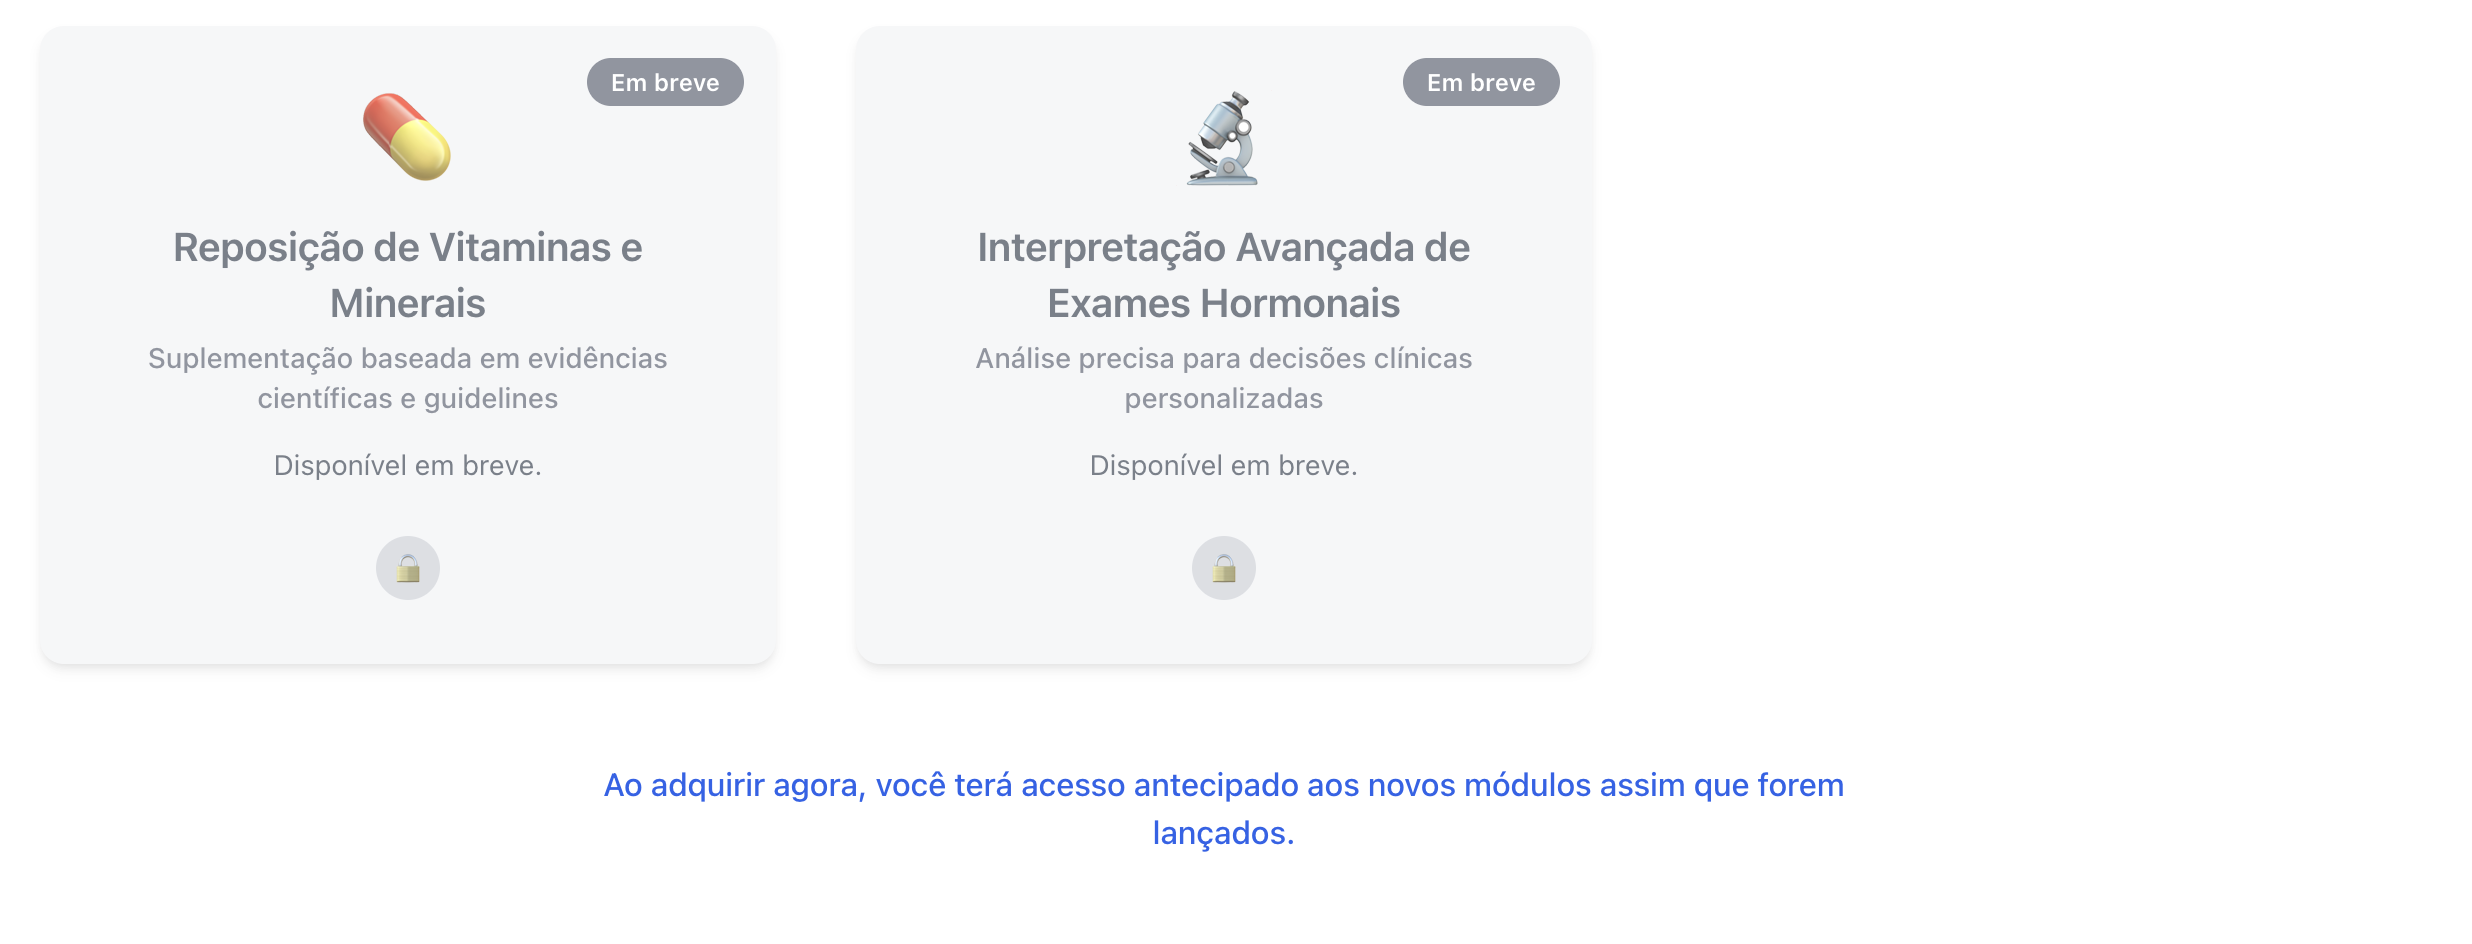 Em breve
Reposição de Vitaminas e
Minerais
Suplementação baseada em evidências
científicas e guidelines
Disponível em breve.
Em breve
Interpretação Avançada de
Exames Hormonais
Análise precisa para decisões clínicas
personalizadas
Disponível em breve.
Ao adquirir agora, você terá acesso antecipado aos novos módulos assim que forem
lançados.